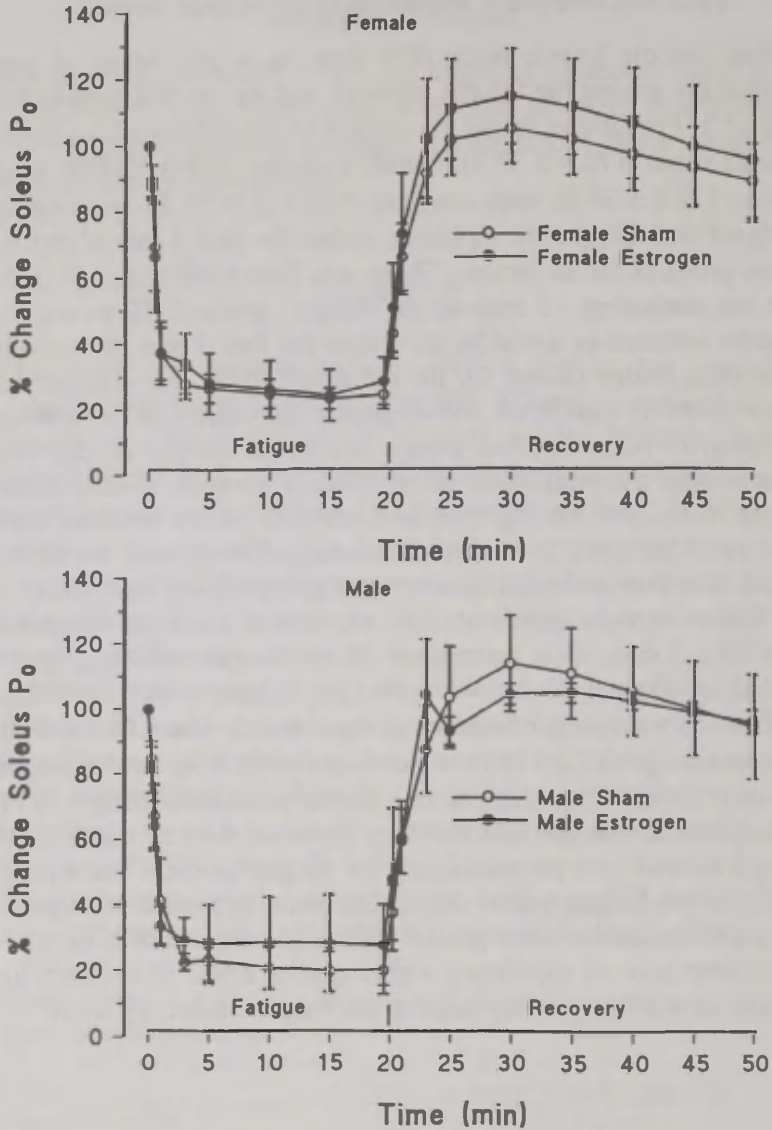 Female
% Change Soleus P0
140
120
100
80
60
40
20
0
Female Sham
Female Estrogen
Fatigue
Recovery
0 5 10 15 20 25 30 35 40 45 50
Time (min)
Male
% Change Soleus P0
140
120
100
80
60
40
20
0
Male Sham
Male Estrogen
Fatigue
Recovery
0 5 10 15 20 25 30 35 40 45 50
Time (min)